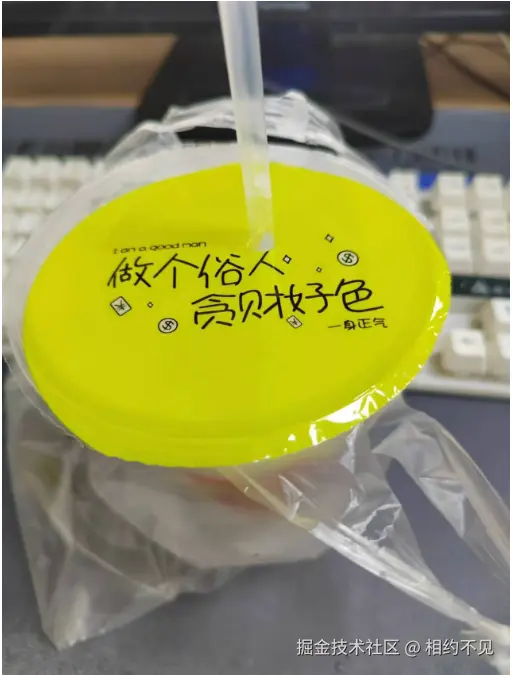 I am a good man
做个俗人
贪财好色
一身正气
掘金技术社区 @ 相约不见